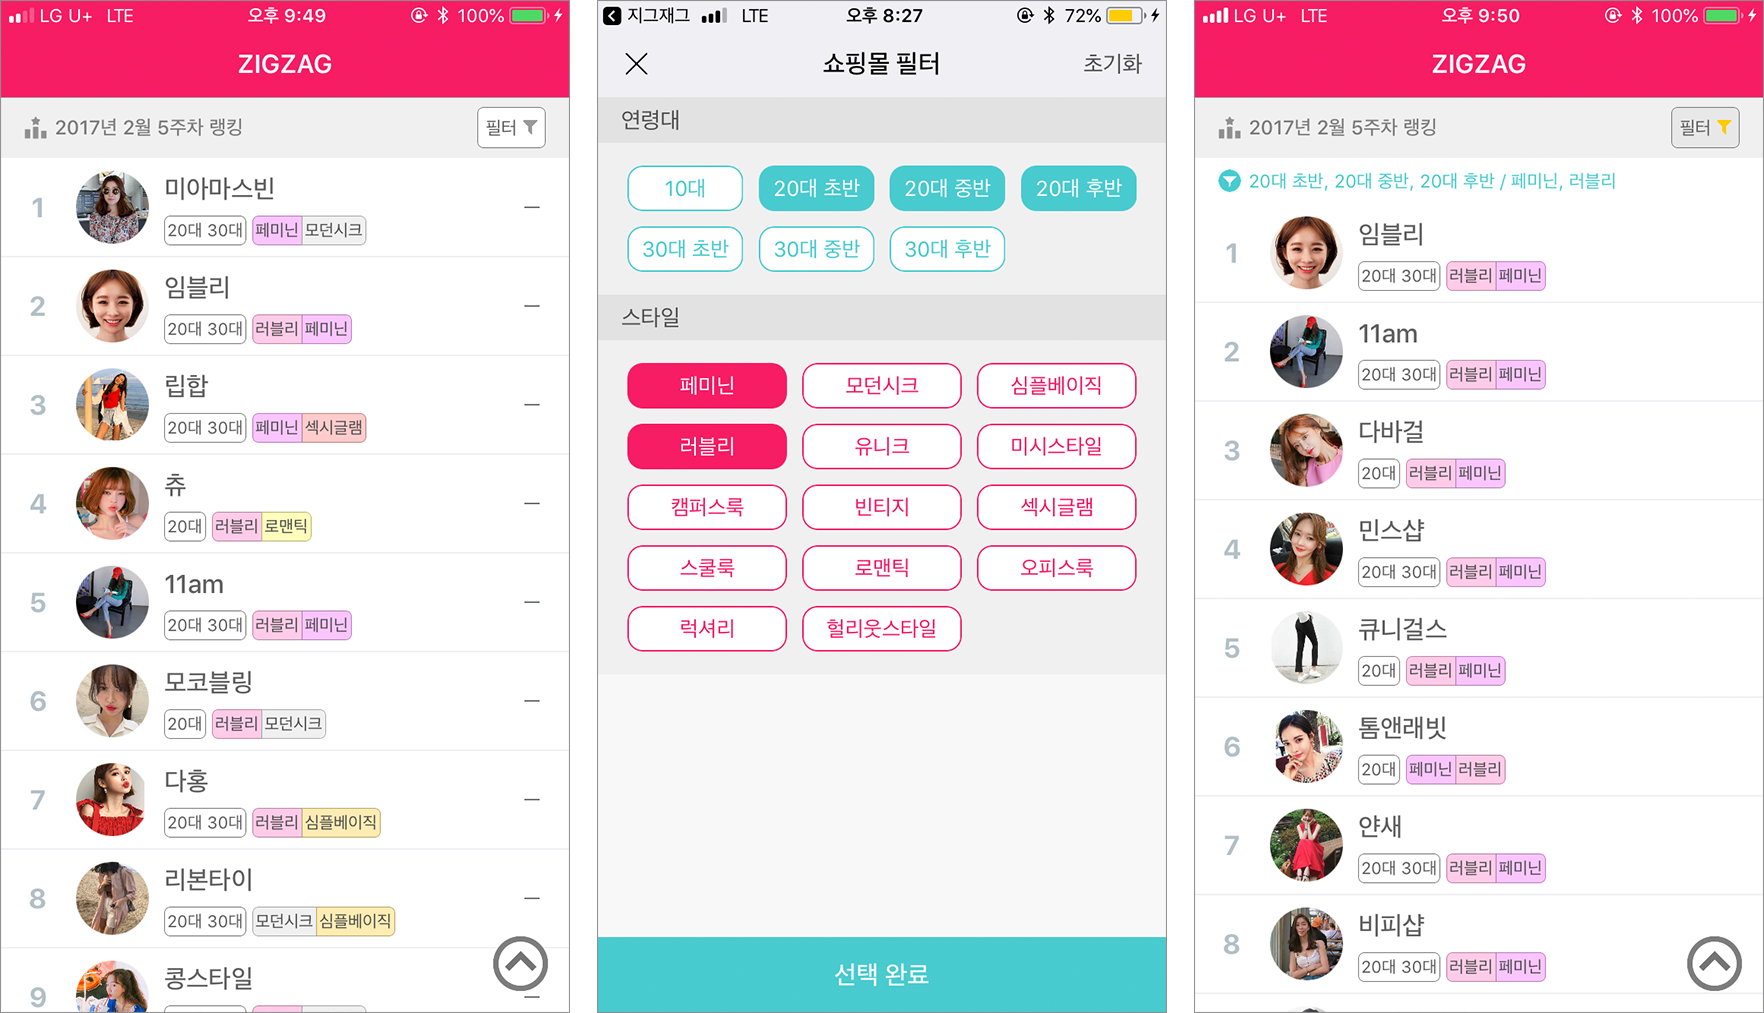 LG U+ LTE 오후 9:49 100%
ZIGZAG
2017년 2월 5주차 랭킹 필터
1 미아마스빈
20대 30대 페미닌 모던시크
2 임블리
20대 30대 러블리 페미닌
3 립합
20대 30대 페미닌 섹시글램
4 츄
20대 러블리 로맨틱
5 11am
20대 30대 러블리 페미닌
6 모코블링
20대 러블리 모던시크
7 다홍
20대 30대 러블리 심플베이직
8 리본타이
20대 30대 모던시크 심플베이직
9 콩스타일
지그재그 LTE 오후 8:27 72%
쇼핑몰 필터 초기화
연령대
10대 20대 초반 20대 중반 20대 후반
30대 초반 30대 중반 30대 후반
스타일
페미닌 모던시크 심플베이직
러블리 유니크 미시스타일
캠퍼스룩 빈티지 섹시글램
스쿨룩 로맨틱 오피스룩
럭셔리 헐리웃스타일
선택 완료
LG U+ LTE 오후 9:50 100%
ZIGZAG
2017년 2월 5주차 랭킹 필터
20대 초반, 20대 중반, 20대 후반 / 페미닌, 러블리
1 임블리
20대 30대 러블리 페미닌
2 11am
20대 30대 러블리 페미닌
3 다바걸
20대 러블리 페미닌
4 민스샵
20대 30대 러블리 페미닌
5 큐니걸스
20대 러블리 페미닌
6 톰앤래빗
20대 페미닌 러블리
7 얀새
20대 30대 러블리 페미닌
8 비피샵
20대 30대 러블리 페미닌